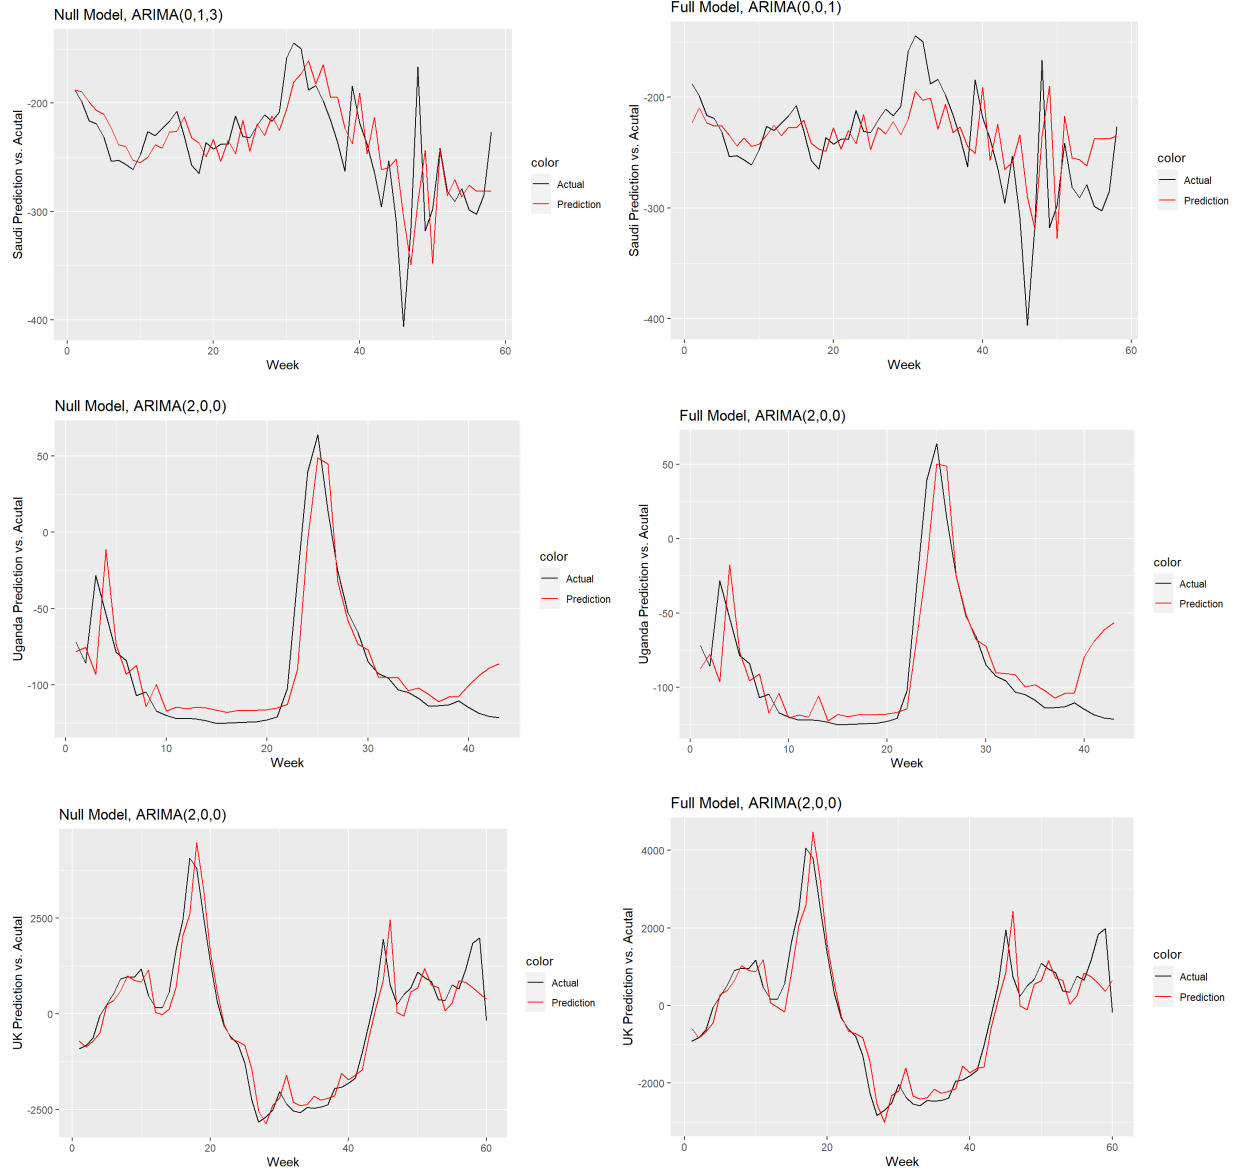 Null Model, ARIMA(0,1,3)
Saudi Prediction vs. Acutal
-200
-300
-400
0
20
40
60
Week
color
Actual
Prediction
Full Model, ARIMA(0,0,1)
Saudi Prediction vs. Acutal
-200
-300
-400
0
20
40
60
Week
color
Actual
Prediction
Null Model, ARIMA(2,0,0)
Uganda Prediction vs. Acutal
50
0
-50
-100
0
10
20
30
40
Week
color
Actual
Prediction
Full Model, ARIMA(2,0,0)
Uganda Prediction vs. Acutal
50
0
-50
-100
0
10
20
30
40
Week
color
Actual
Prediction
Null Model, ARIMA(2,0,0)
UK Prediction vs. Acutal
2500
0
-2500
0
20
40
60
Week
color
Actual
Prediction
Full Model, ARIMA(2,0,0)
UK Prediction vs. Acutal
4000
2000
0
-2000
0
20
40
60
Week
color
Actual
Prediction